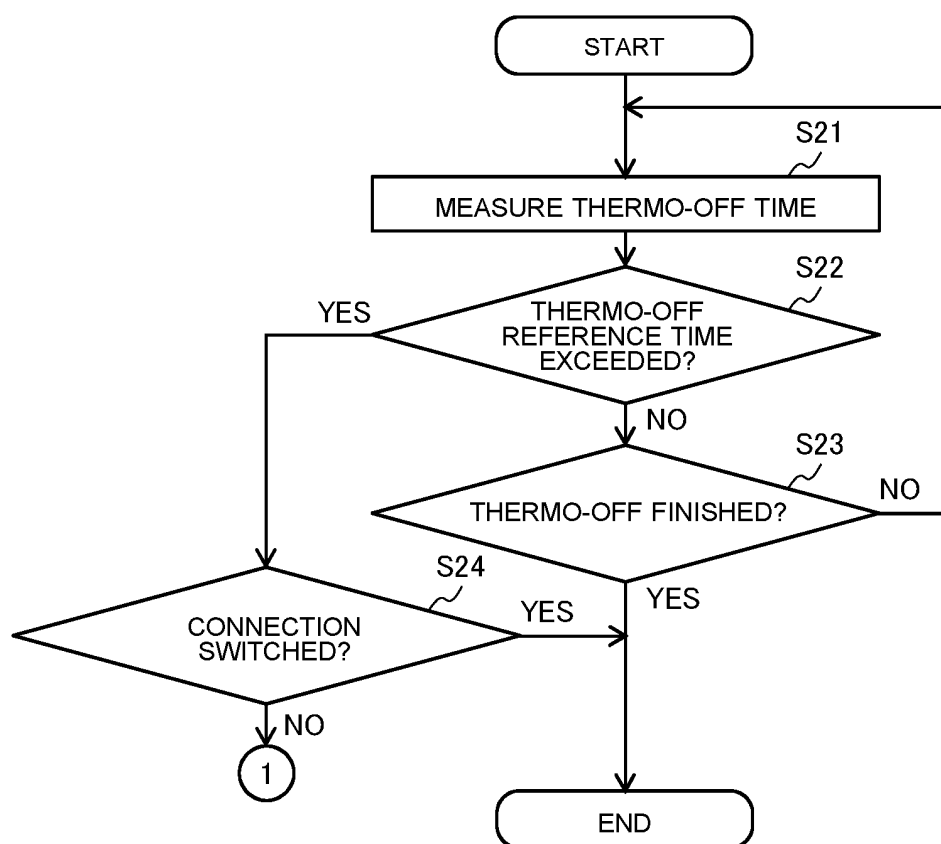 START
S21
MEASURE THERMO-OFF TIME
S22
YES
THERMO-OFF
REFERENCE TIME
EXCEEDED?
NO
S23
NO
THERMO-OFF FINISHED?
S24
YES
YES
CONNECTION
SWITCHED?
NO
1
END